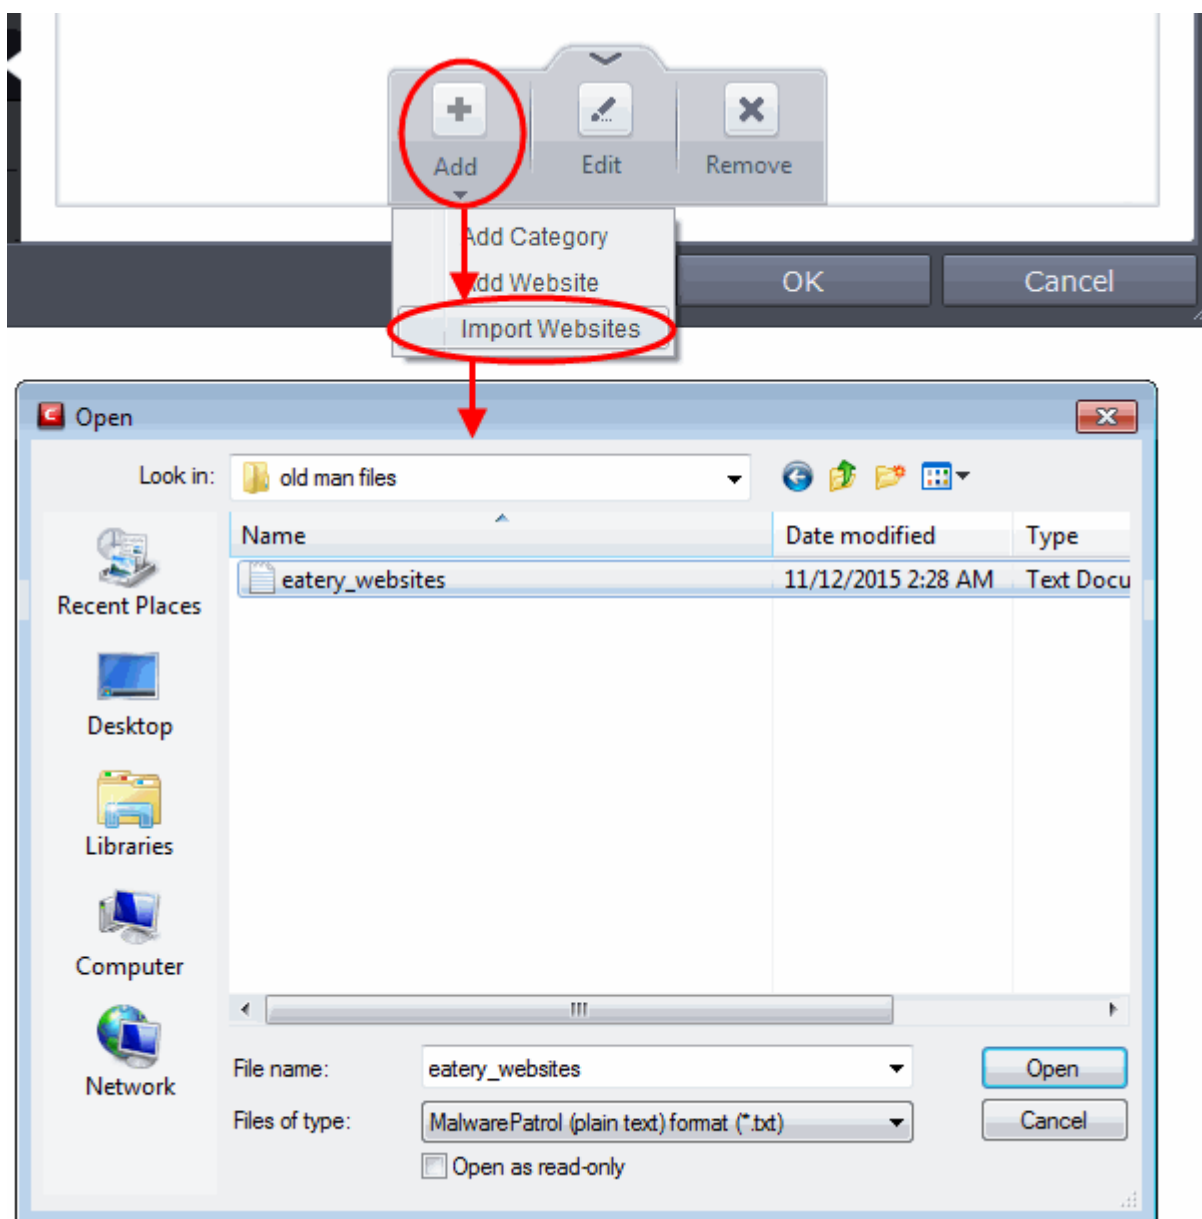 Add Edit Remove
Add Category
Add Website
OK Cancel
Import Websites
Open
Look in: old man files
Name Date modified Type
eatery_websites 11/12/2015 2:28 AM Text Docu
Recent Places
Desktop
Libraries
Computer
Network
File name: eatery_websites Open
Files of type: MalwarePatrol (plain text) format (*.txt) Cancel
Open as read-only